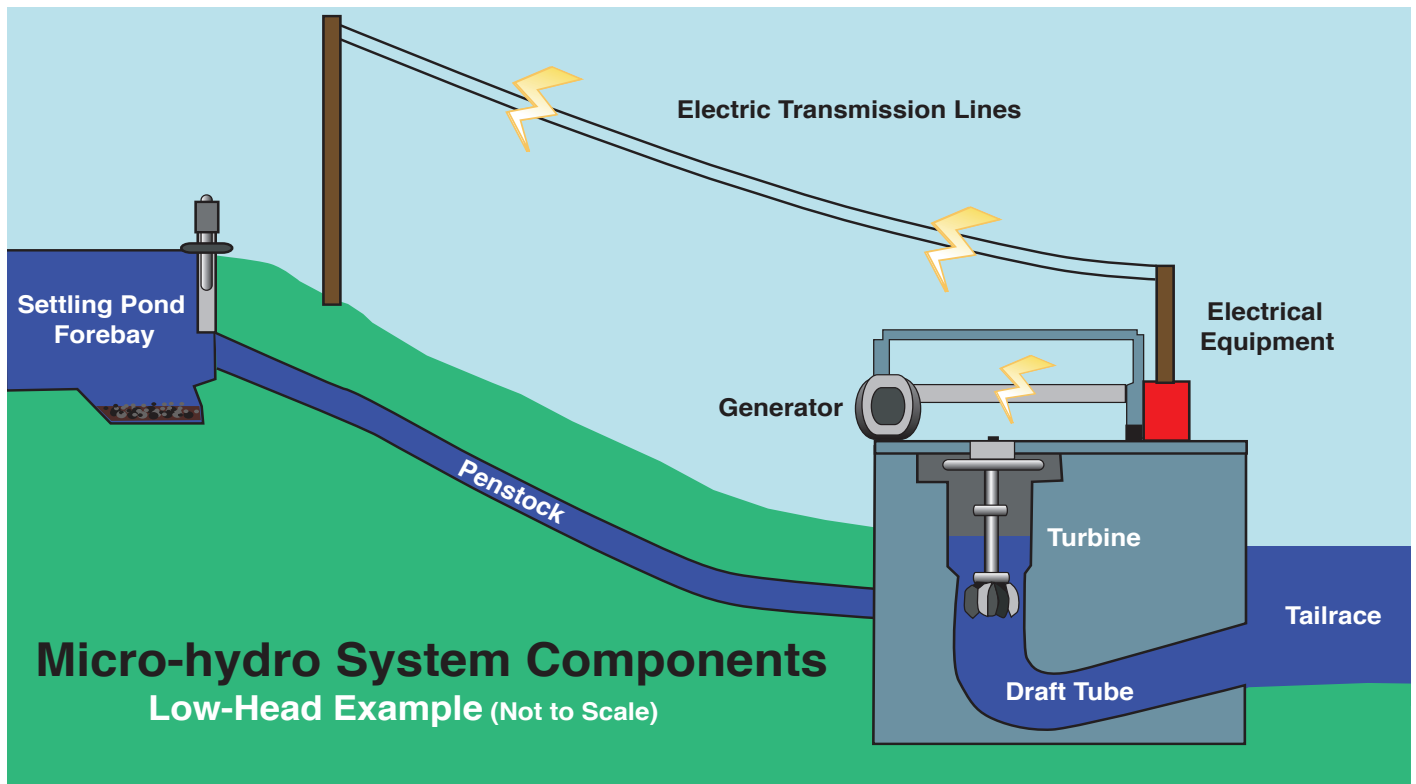 Electric Transmission Lines
Settling Pond
Forebay
Electrical
Equipment
Generator
Penstock
Turbine
Tailrace
Draft Tube
Micro-hydro System Components
Low-Head Example (Not to Scale)